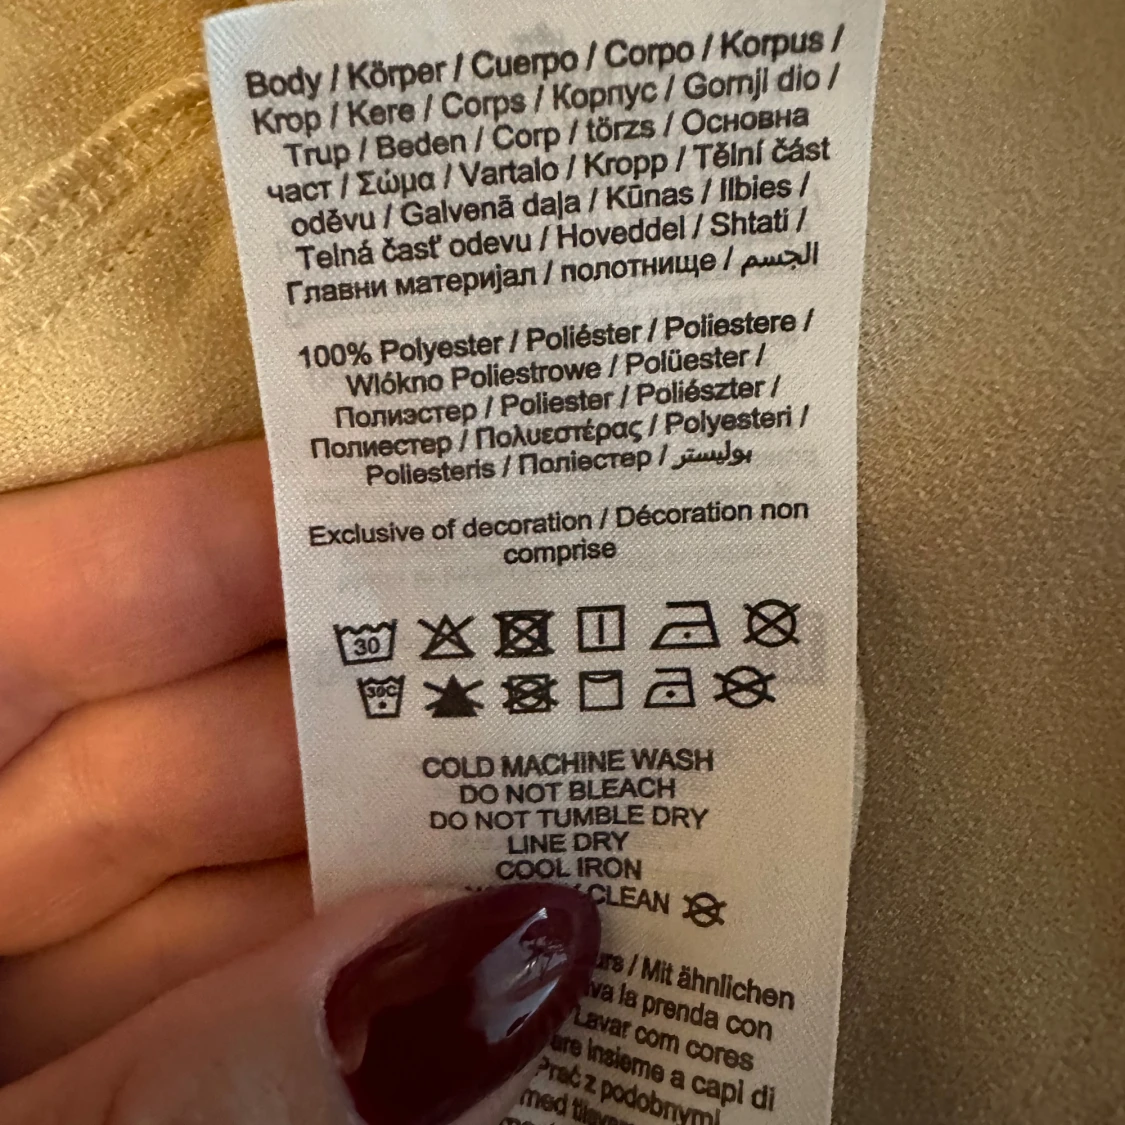 Body / Körper / Cuerpo / Corpo / Korpus /
Krop / Kere / Corps / Корпус / Gornjl dio /
Trup / Beden / Corp / törzs / Основна
част / Σώμα / Vartalo / Kropp / Tělní část
oděvu / Galvenā daļa / Kūnas / Ilbies /
Telná časť odevu / Hoveddel / Shtati /
Главни материјал / полотнище / الجسم
100% Polyester / Poliéster / Poliestere /
Wlókno Poliestrowe / Polüester /
Полиэстер / Poliester / Poliészter /
Полиестер / Πολυεστέρας / Polyesteri /
Poliesteris / Поліестер / بوليستر
Exclusive of decoration / Décoration non
comprise
30
30C
COLD MACHINE WASH
DO NOT BLEACH
DO NOT TUMBLE DRY
LINE DRY
COOL IRON
CLEAN
/ Mit ähnlichen
la prenda con
Lavar com cores
insieme a capi di
Prać z podobnymi
med